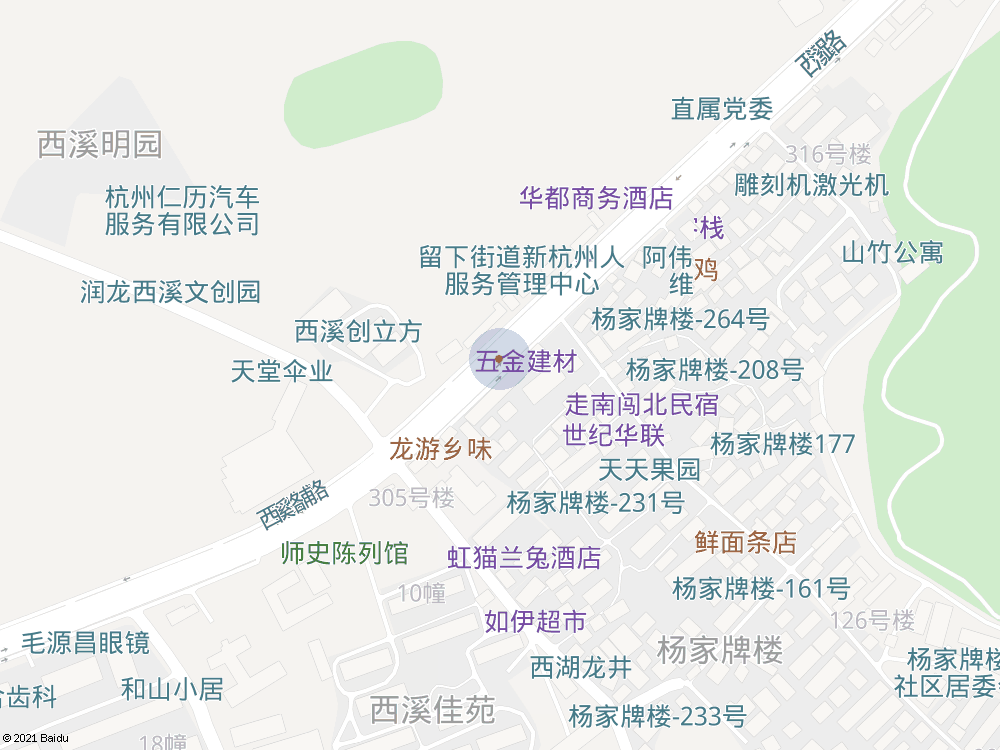 西溪路
直属党委
西溪明园
316号楼
杭州仁历汽车
服务有限公司
华都商务酒店
雕刻机激光机
栈
留下街道新杭州人
服务管理中心
阿伟
维
鸡
山竹公寓
润龙西溪文创园
西溪创立方
杨家牌楼-264号
五金建材
天堂伞业
杨家牌楼-208号
走南闯北民宿
世纪华联
杨家牌楼177
龙游乡味
天天果园
305号楼
西溪路辅路
杨家牌楼-231号
鲜面条店
师史陈列馆
虹猫兰兔酒店
10幢
杨家牌楼-161号
如伊超市
126号楼
毛源昌眼镜
杨家牌楼
西湖龙井
杨家牌楼
社区居委会
齿科
和山小居
西溪佳苑
杨家牌楼-233号
18幢
© 2021 Baidu